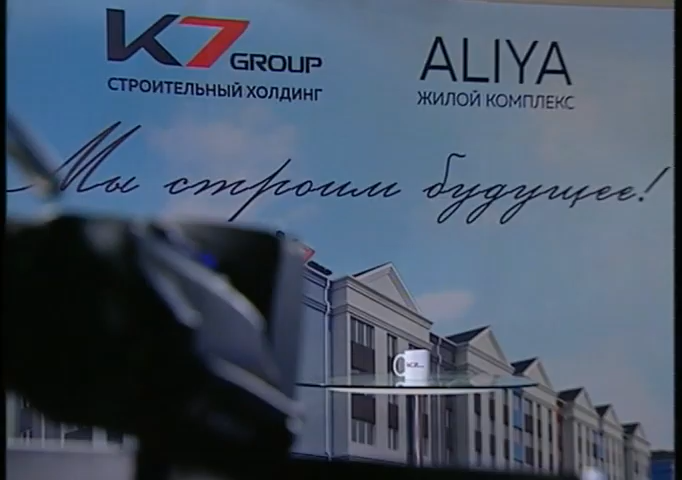 K7 GROUP
СТРОИТЕЛЬНЫЙ ХОЛДИНГ
ALIYA
ЖИЛОЙ КОМПЛЕКС
Мы строим будущее!